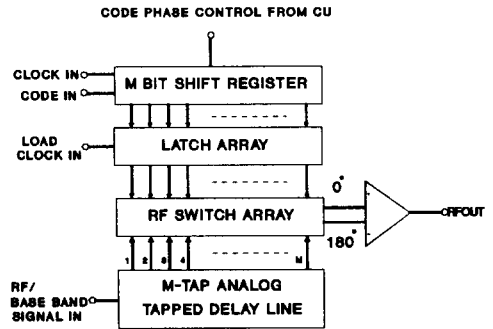 CODE PHASE CONTROL FROM CU
CLOCK IN
CODE IN
M BIT SHIFT REGISTER
LOAD
CLOCK IN
LATCH ARRAY
RF SWITCH ARRAY
0°
180°
RFOUT
1 2 3 4 M
RF/
BASE BAND
SIGNAL IN
M-TAP ANALOG
TAPPED DELAY LINE